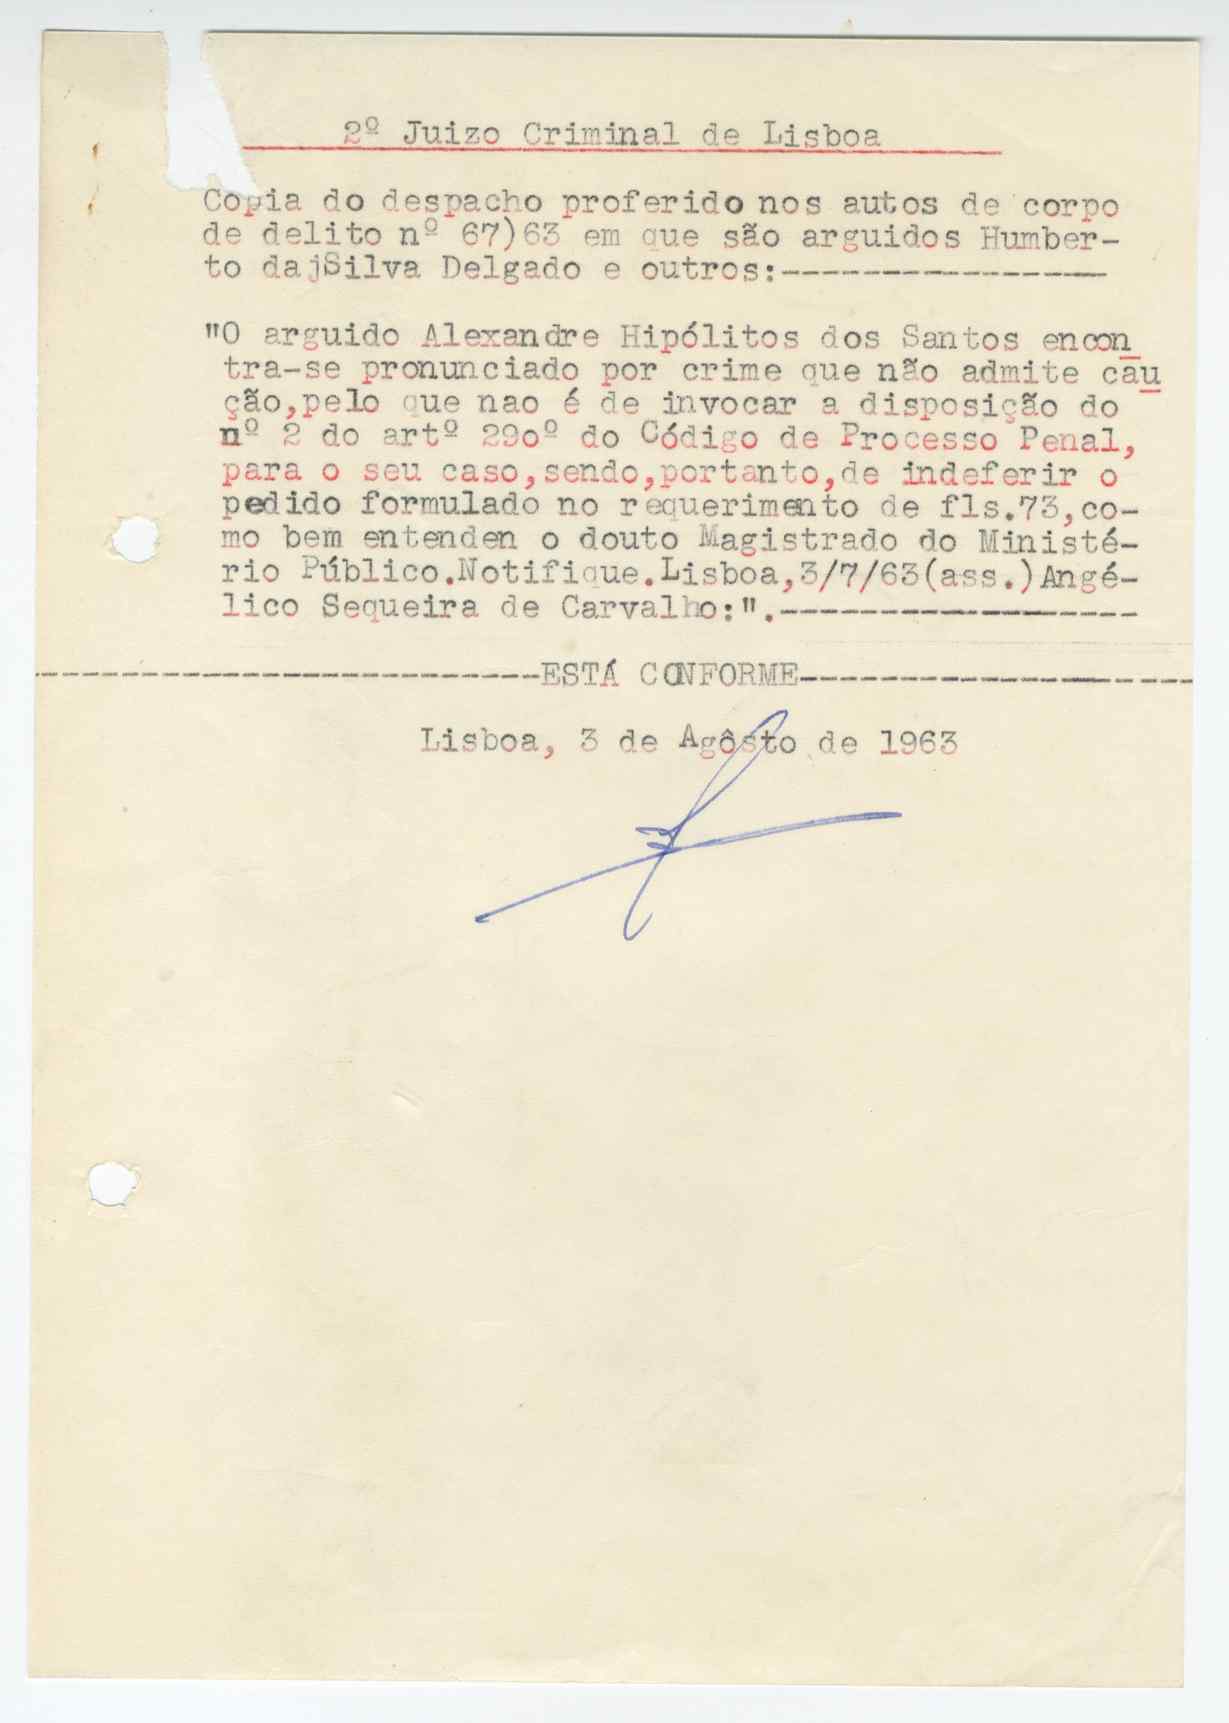 2º Juizo Criminal de Lisboa
Copia do despacho proferido nos autos de corpo
de delito nº 67)63 em que são arguidos Humber-
to dajSilva Delgado e outros:-----------------
"O arguido Alexandre Hipólitos dos Santos encon
tra-se pronunciado por crime que não admite cau
ção,pelo que nao é de invocar a disposição do
nº 2 do artº 29oº do Código de Processo Penal,
para o seu caso,sendo,portanto,de indeferir o
pedido formulado no requerimento de fls.73,co-
mo bem entenden o douto Magistrado do Ministé-
rio Público.Notifique.Lisboa,3/7/63(ass.)Angé-
lico Sequeira de Carvalho:".------------------
--------------------------ESTÁ CONFORME--------------------
Lisboa, 3 de Agôsto de 1963